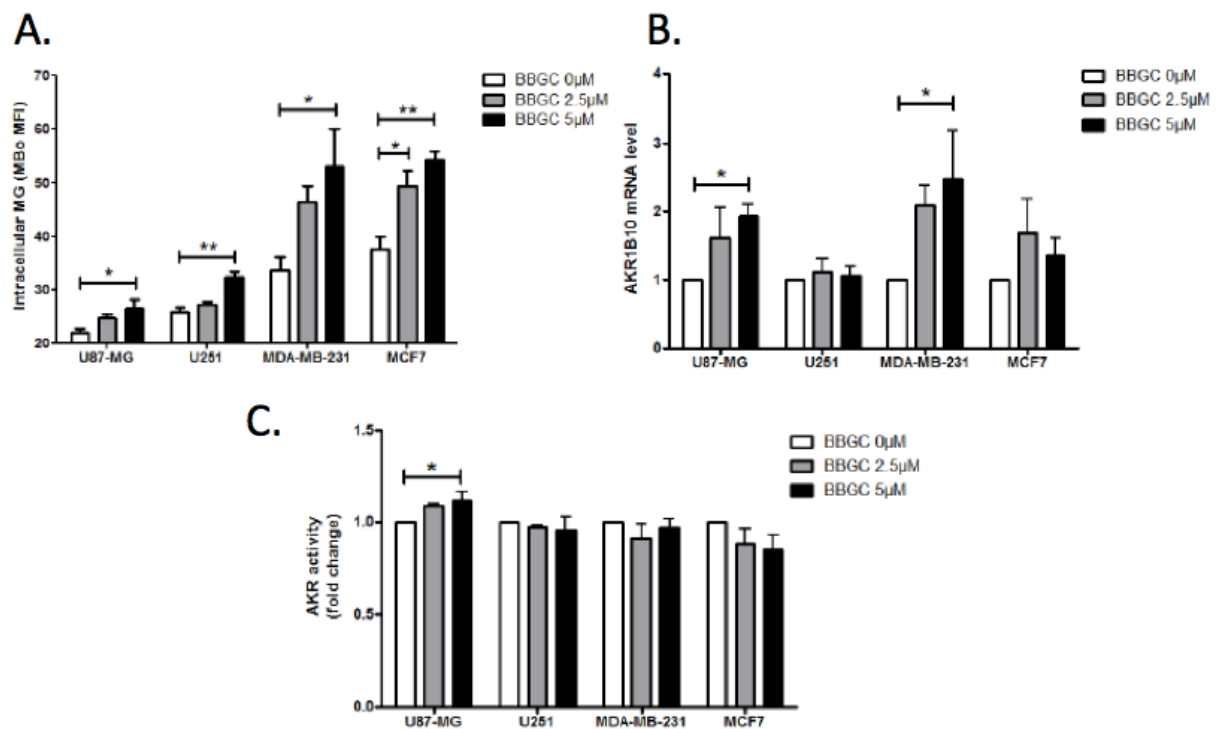 A.
70
60
50
40
30
20
Intracellular MG (MBo MFI)
*
**
*
*
**
U87-MG U251 MDA-MB-231 MCF7
BBGC 0µM
BBGC 2.5µM
BBGC 5µM
B.
4
3
2
1
0
AKR1B10 mRNA level
*
*
U87-MG U251 MDA-MB-231 MCF7
BBGC 0µM
BBGC 2.5µM
BBGC 5µM
C.
1.5
1.0
0.5
0.0
AKR activity
(fold change)
*
U87-MG U251 MDA-MB-231 MCF7
BBGC 0µM
BBGC 2.5µM
BBGC 5µM